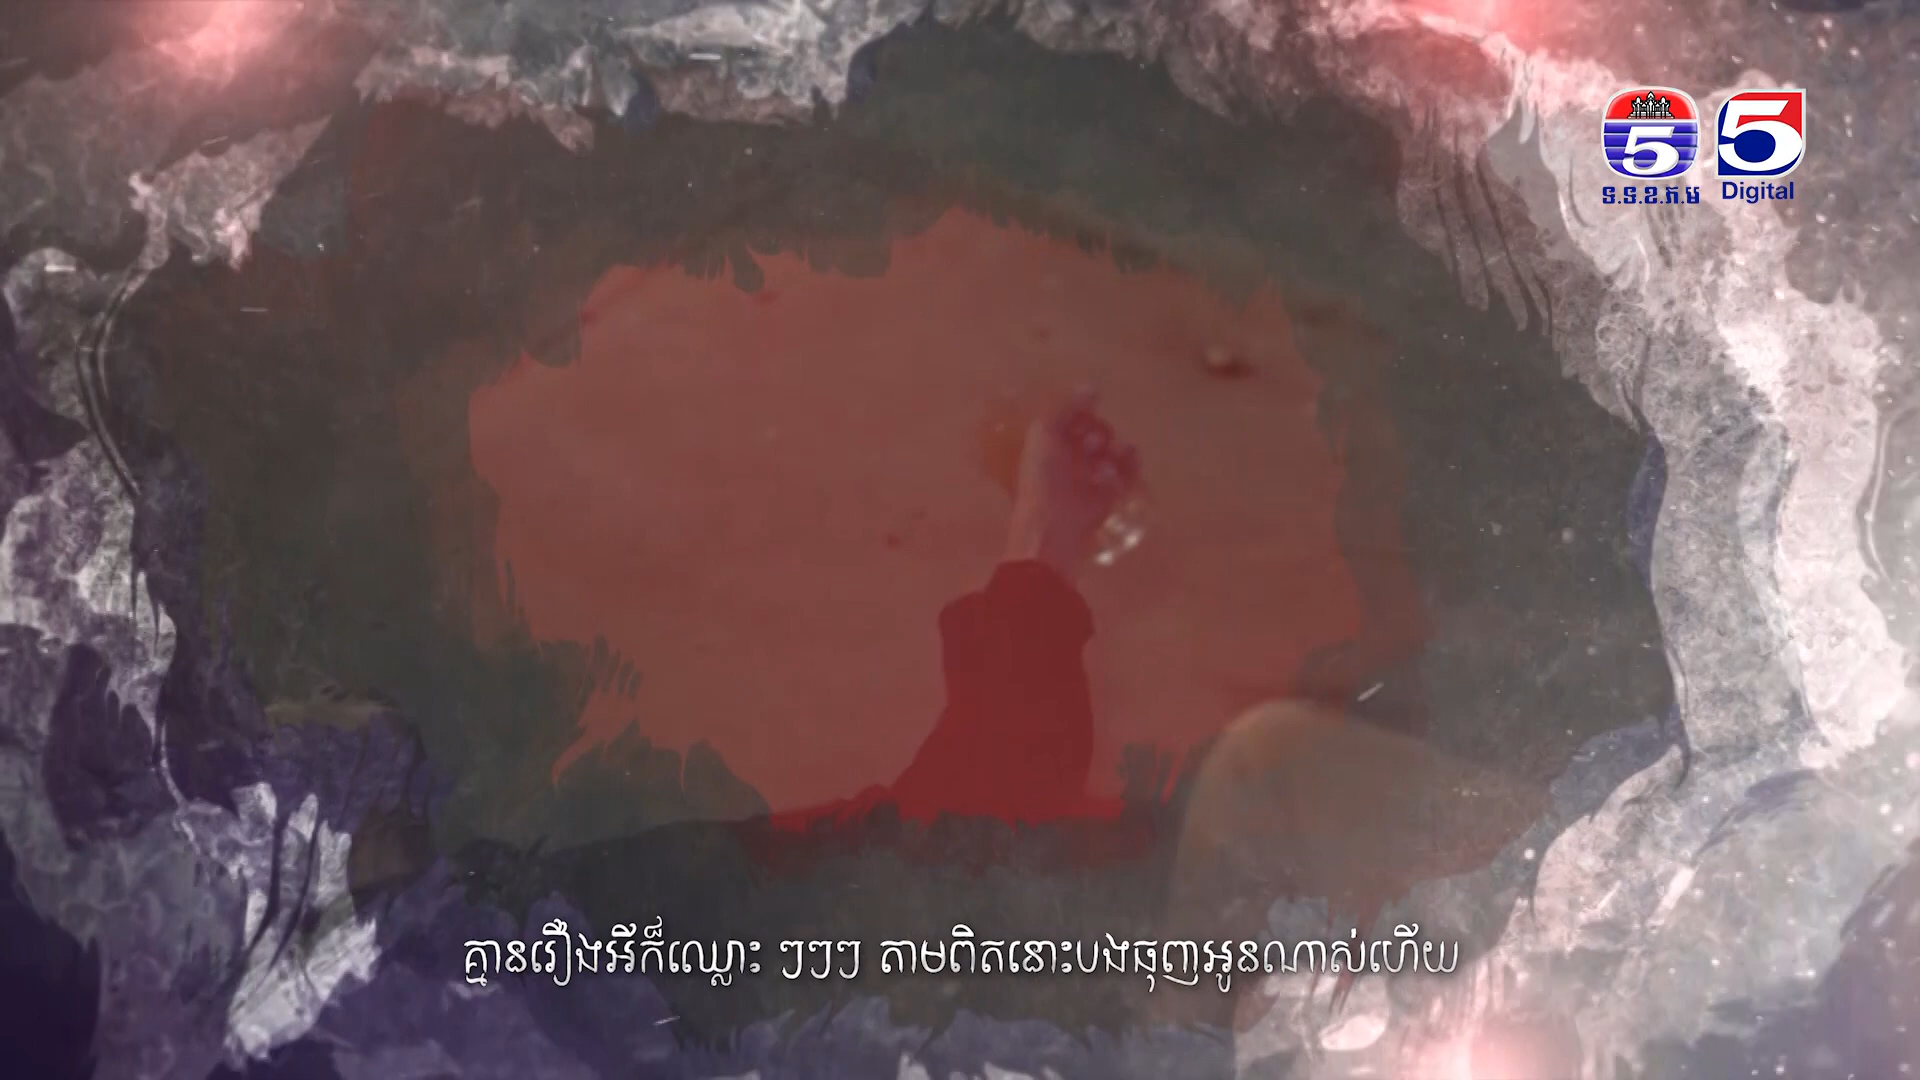 5 5
ទ.ទ.ខ.ភ.ម Digital
គ្មានរឿងអីក៏ឈ្លោះ ៗៗៗ តាមពិតនោះបងធុញអូនណាស់ហើយ